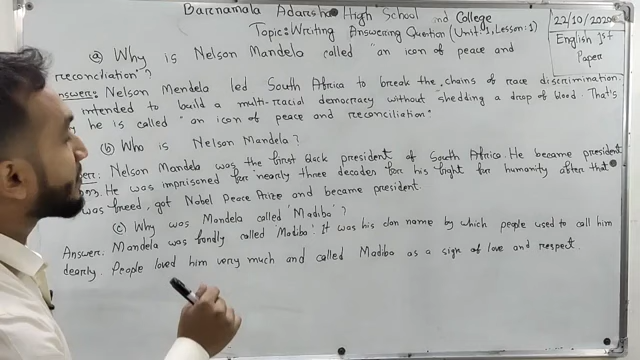 Barnamala Adarsha High School and College
Topic: Writing Answering Question (Unit: 1, Lesson: 1)
22/10/2020
English 1st
Paper
(a) Why is Nelson Mandela called "an icon of peace and
reconciliation"?
Answer: Nelson Mendela led South Africa to break the chains of race discrimination.
intended to build a multi-racial democracy without shedding a drop of blood. That's
he is called "an icon of peace and reconciliation"
(b) Who is Nelson Mandela?
Nelson Mandela was the first black president of South Africa. He became president
He was imprisoned for nearly three decades for his fight for humanity after that
was freed, got Nobel Peace Prize and became president.
(c) Why was Mandela called 'Madiba'?
Answer: Mandela was fondly called 'Madiba'. It was his clan name by which people used to call him
dearly. People loved him very much and called Madiba as a sign of love and respect.